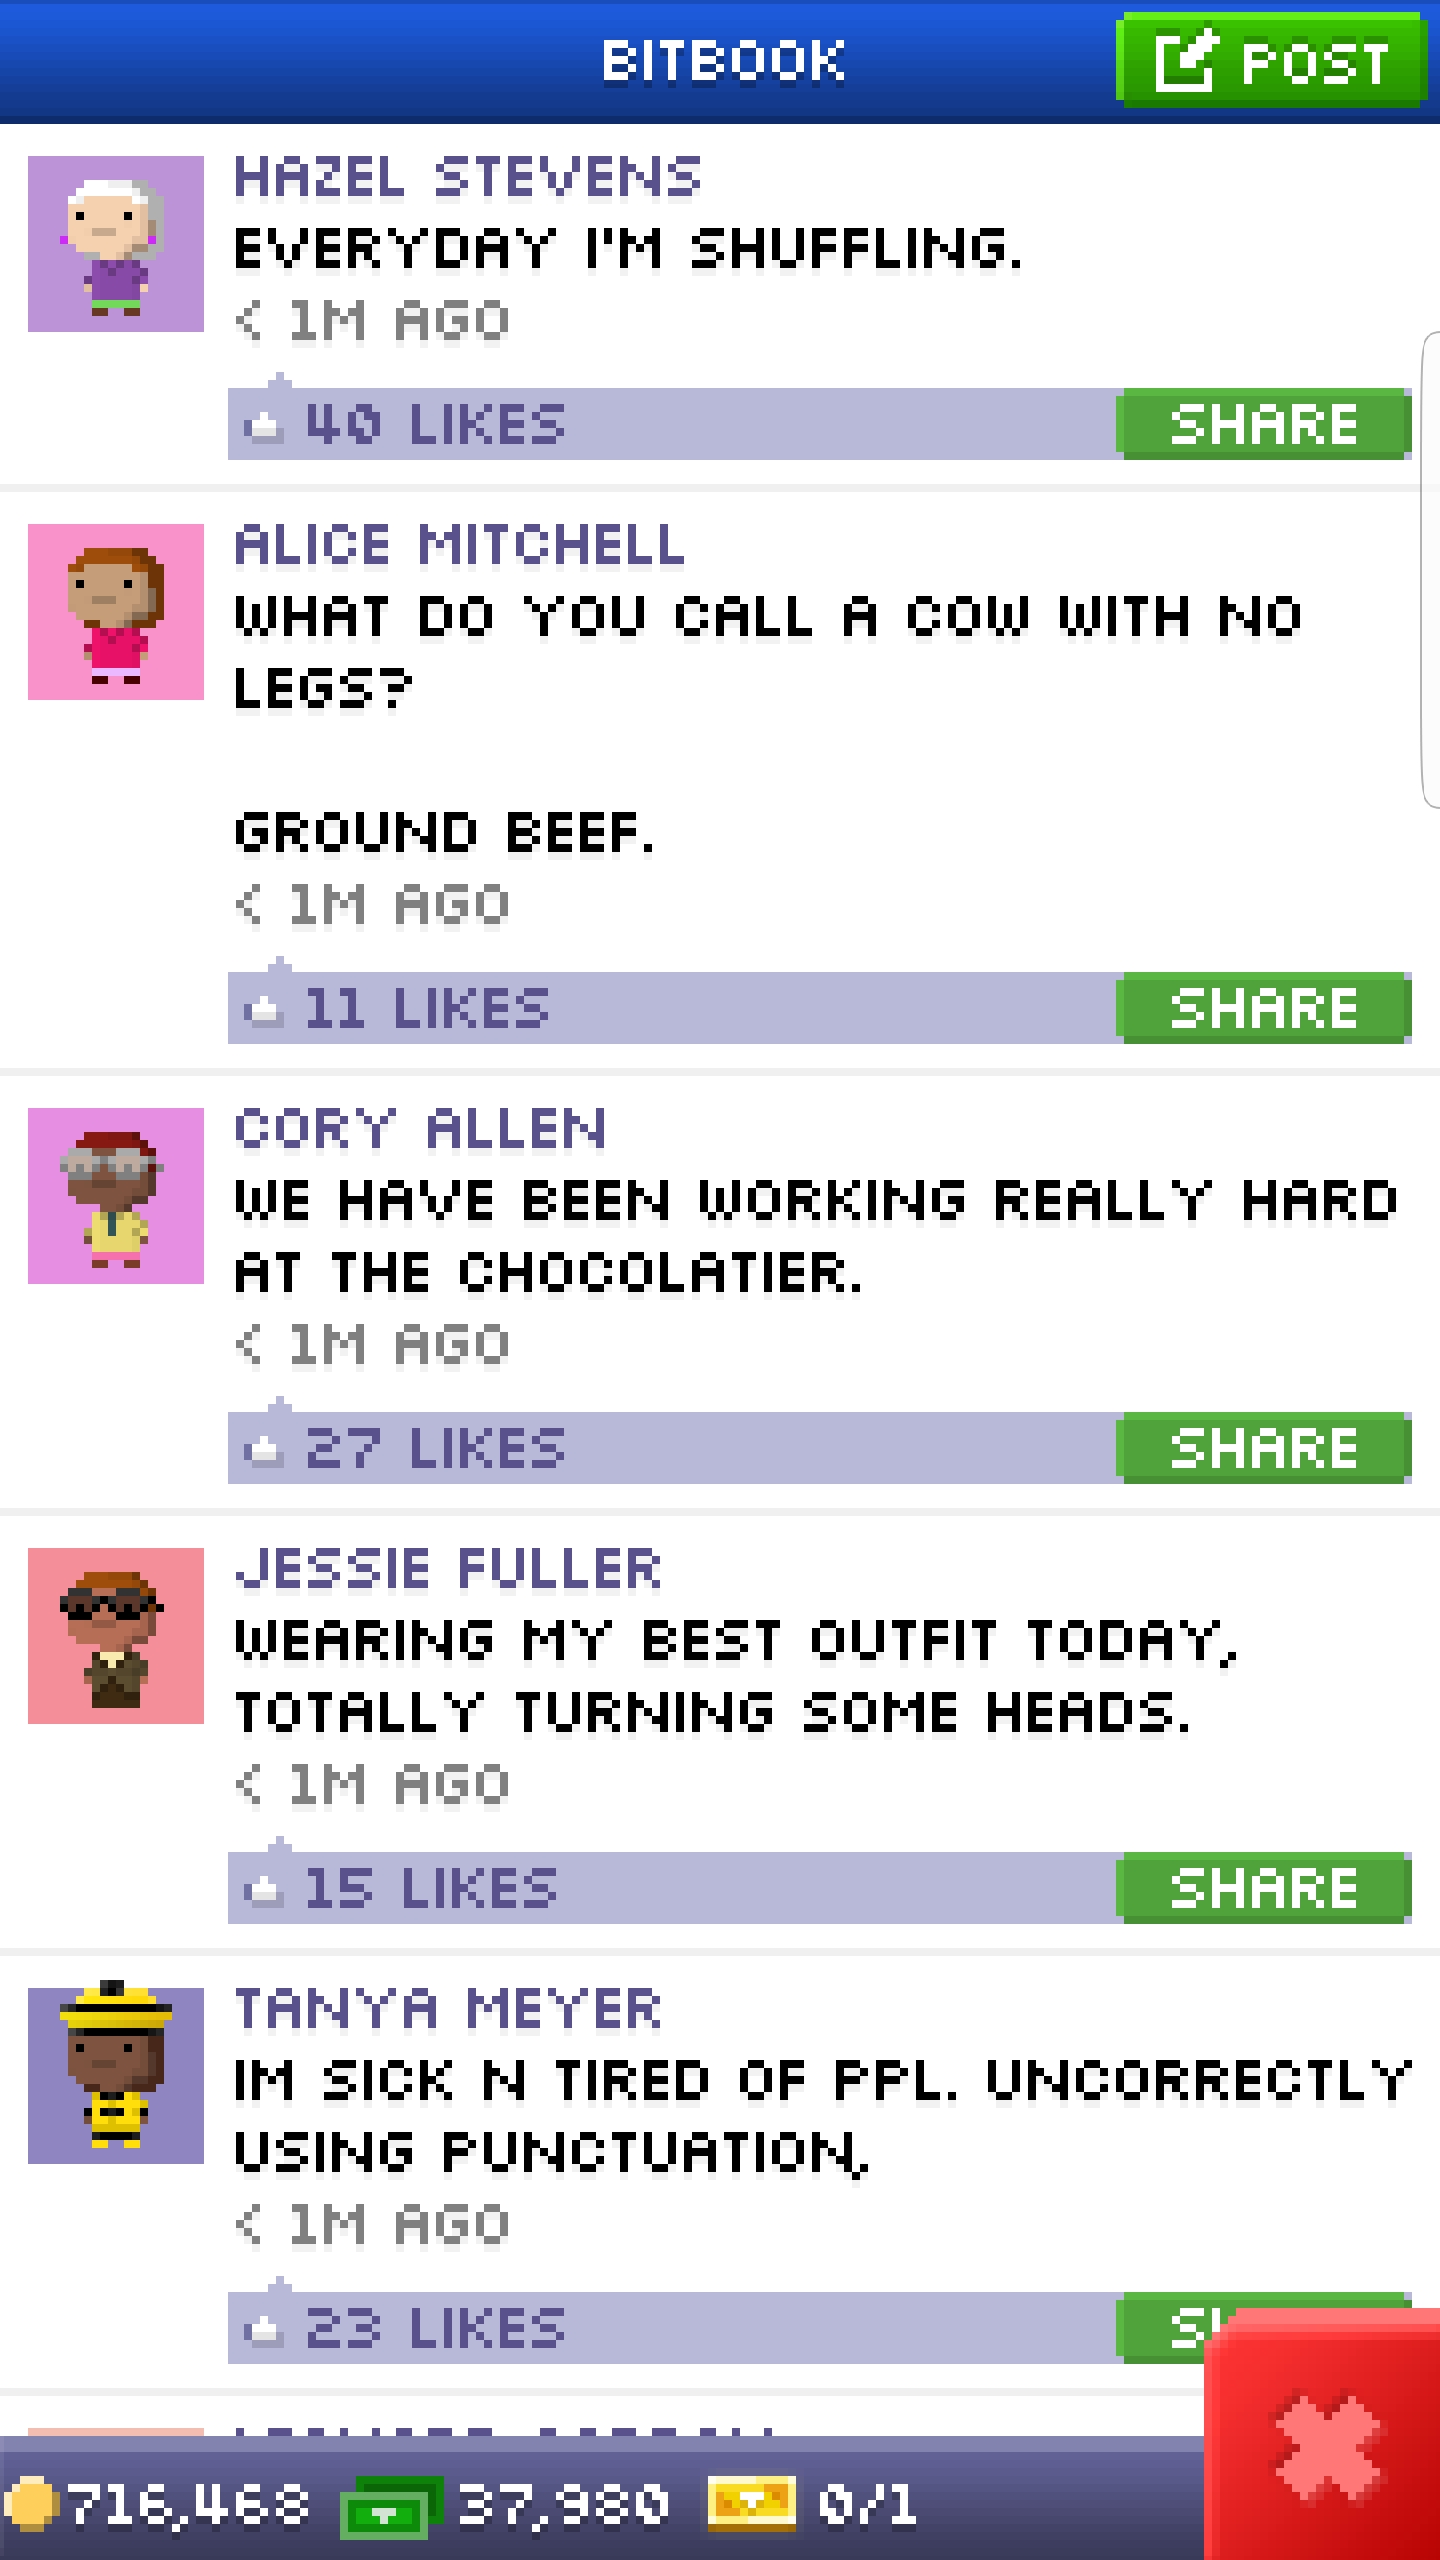 BITBOOK
POST
HAZEL STEVENS
EVERYDAY I'M SHUFFLING.
< 1M AGO
40 LIKES
SHARE
ALICE MITCHELL
WHAT DO YOU CALL A COW WITH NO
LEGS?
GROUND BEEF.
< 1M AGO
11 LIKES
SHARE
CORY ALLEN
WE HAVE BEEN WORKING REALLY HARD
AT THE CHOCOLATIER.
< 1M AGO
27 LIKES
SHARE
JESSIE FULLER
WEARING MY BEST OUTFIT TODAY,
TOTALLY TURNING SOME HEADS.
< 1M AGO
15 LIKES
SHARE
TANYA MEYER
IM SICK N TIRED OF PPL. UNCORRECTLY
USING PUNCTUATION,
< 1M AGO
23 LIKES
716,468
37,980
0/1